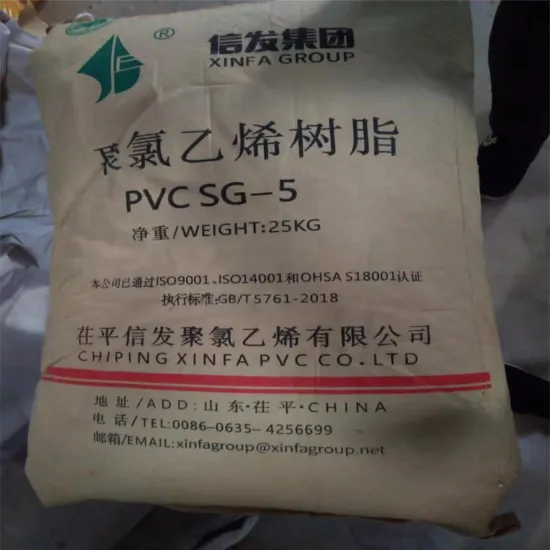 ® 信发集团
XINFA GROUP
聚氯乙烯树脂
PVC SG-5
净重/WEIGHT:25KG
本公司已通过ISO9001、ISO14001和OHSA S18001认证
执行标准:GB/T5761-2018
茌平信发聚氯乙烯有限公司
CHIPING XINFA PVC CO.LTD
地址/ADD:山东·茌平·CHINA
电话/TEL:0086-0635-4256699
邮箱/EMAIL:xinfagroup@xinfagroup.net